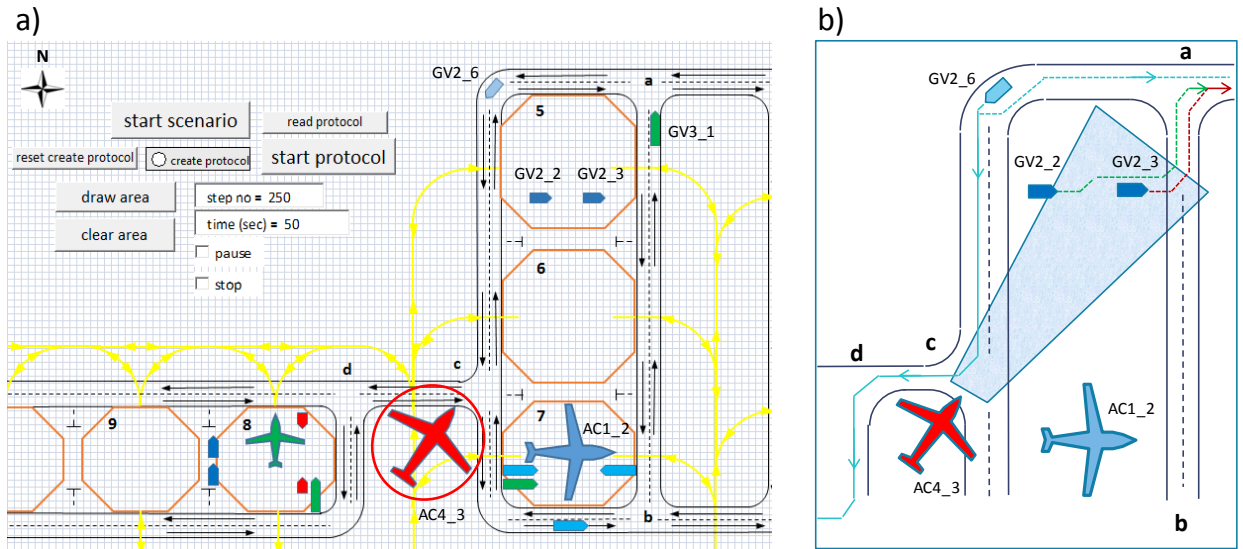 a)
b)
N
GV2_6
a
start scenario
read protocol
5
GV3_1
reset create protocol
create protocol
start protocol
GV2_2
GV2_3
draw area
step no = 250
clear area
time (sec) = 50
pause
6
stop
d
c
9
8
7
AC1_2
AC4_3
b
a
GV2_6
GV2_2
GV2_3
d
c
AC1_2
AC4_3
b